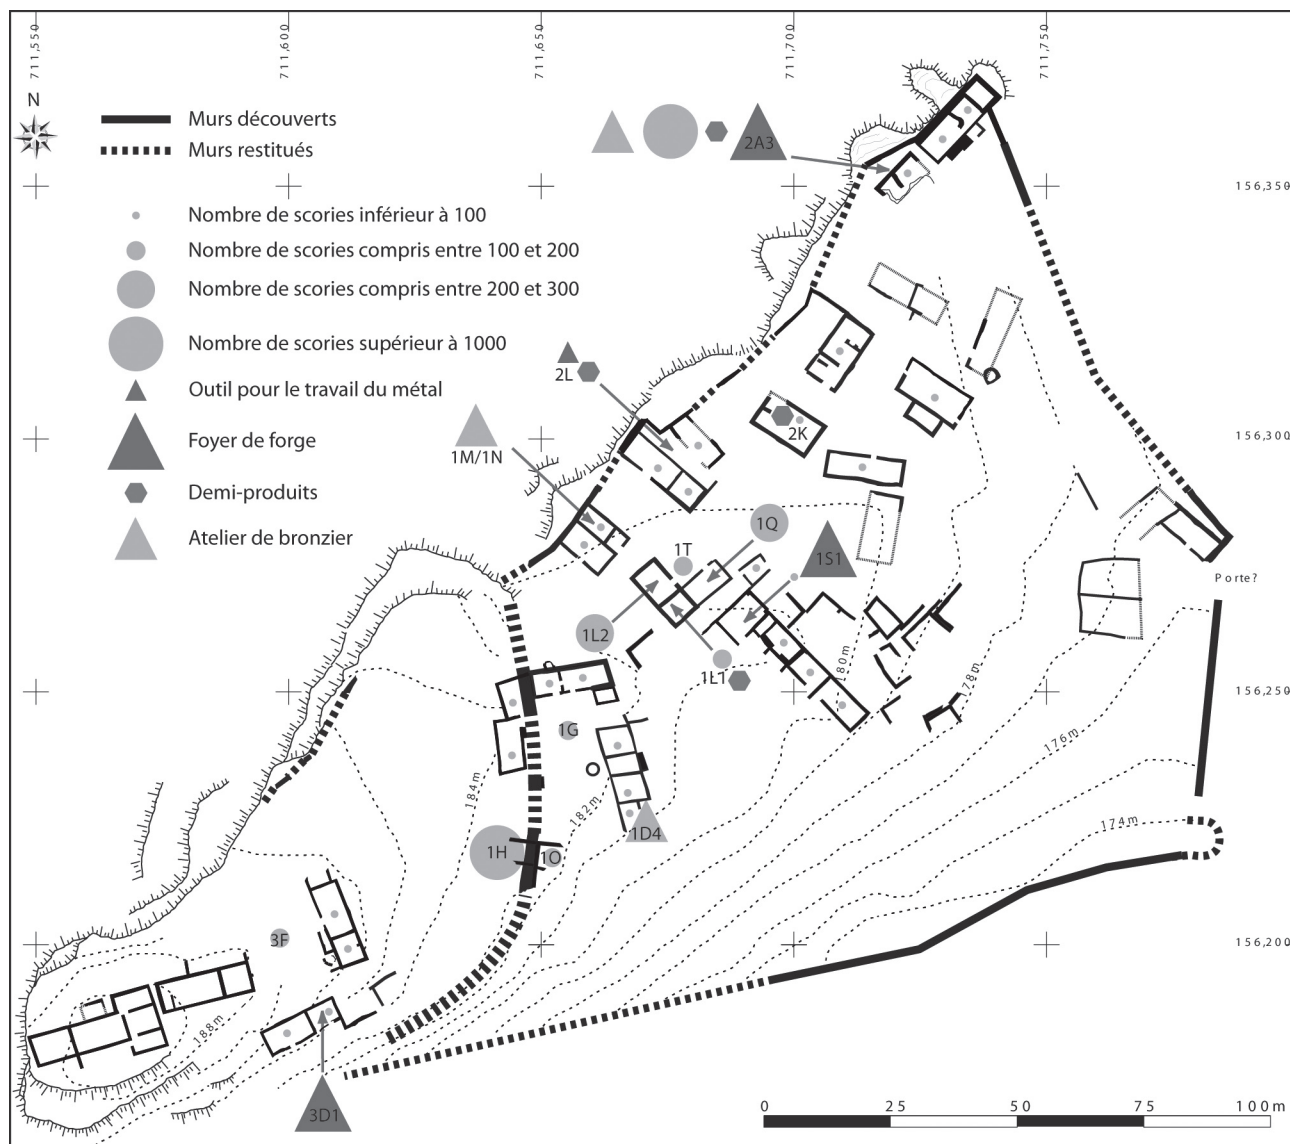 711,550
711,600
711,650
711,700
711,750
N
Murs découverts
Murs restitués
Nombre de scories inférieur à 100
Nombre de scories compris entre 100 et 200
Nombre de scories compris entre 200 et 300
Nombre de scories supérieur à 1000
Outil pour le travail du métal
Foyer de forge
Demi-produits
Atelier de bronzier
2A3
156,350
2L
1M/1N
2K
156,300
1Q
1T
1S1
1L2
1L1
Porte?
180m
178m
156,250
1G
176m
184m
182m
1D4
174m
1H
1O
3F
156,200
188m
3D1
0 25 50 75 100m